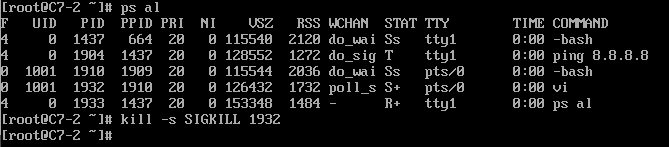 [root@C7-2 ~]# ps al
F   UID   PID  PPID PRI  NI    VSZ   RSS WCHAN  STAT TTY        TIME COMMAND
4     0  1437   664  20   0 115540  2120 do_wai Ss   tty1       0:00 -bash
4     0  1904  1437  20   0 128552  1272 do_sig T    tty1       0:00 ping 8.8.8.8
0  1001  1910  1909  20   0 115544  2036 do_wai Ss   pts/0      0:00 -bash
0  1001  1932  1910  20   0 126432  1732 poll_s S+   pts/0      0:00 vi
4     0  1933  1437  20   0 153348  1484 -      R+   tty1       0:00 ps al
[root@C7-2 ~]# kill -s SIGKILL 1932
[root@C7-2 ~]#